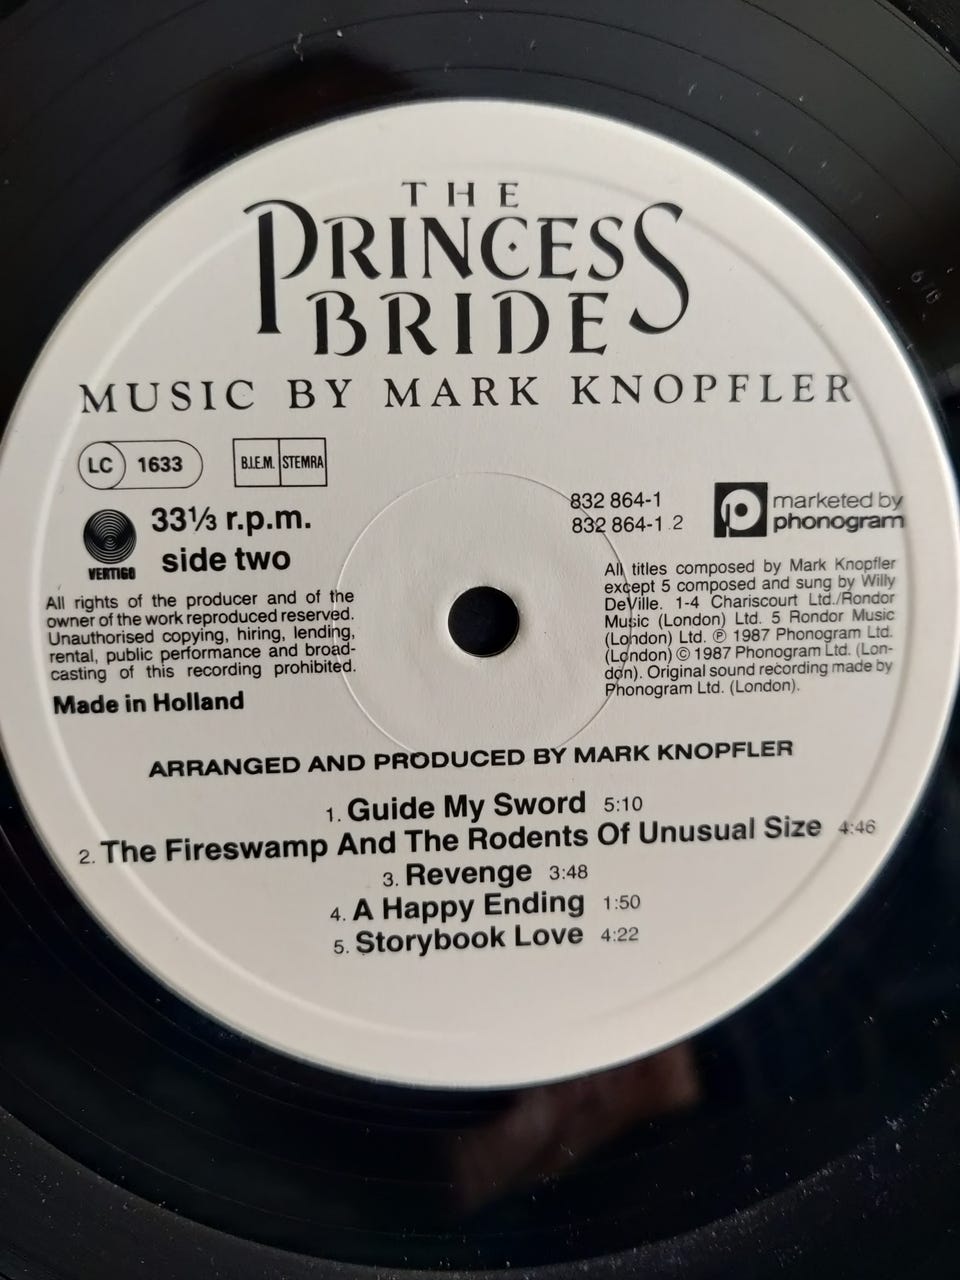 THE
PRINCESS
BRIDE
MUSIC BY MARK KNOPFLER
LC 1633
B.I.E.M. STEMRA
33⅓ r.p.m.
side two
VERTIGO
832 864-1
832 864-1.2
marketed by
phonogram
All rights of the producer and of the
owner of the work reproduced reserved.
Unauthorised copying, hiring, lending,
rental, public performance and broad-
casting of this recording prohibited.
Made in Holland
All titles composed by Mark Knopfler
except 5 composed and sung by Willy
DeVille. 1-4 Chariscourt Ltd./Rondor
Music (London) Ltd. 5 Rondor Music
(London) Ltd. ℗ 1987 Phonogram Ltd.
(London) © 1987 Phonogram Ltd. (Lon-
don). Original sound recording made by
Phonogram Ltd. (London).
ARRANGED AND PRODUCED BY MARK KNOPFLER
1. Guide My Sword 5:10
2. The Fireswamp And The Rodents Of Unusual Size 4:46
3. Revenge 3:48
4. A Happy Ending 1:50
5. Storybook Love 4:22